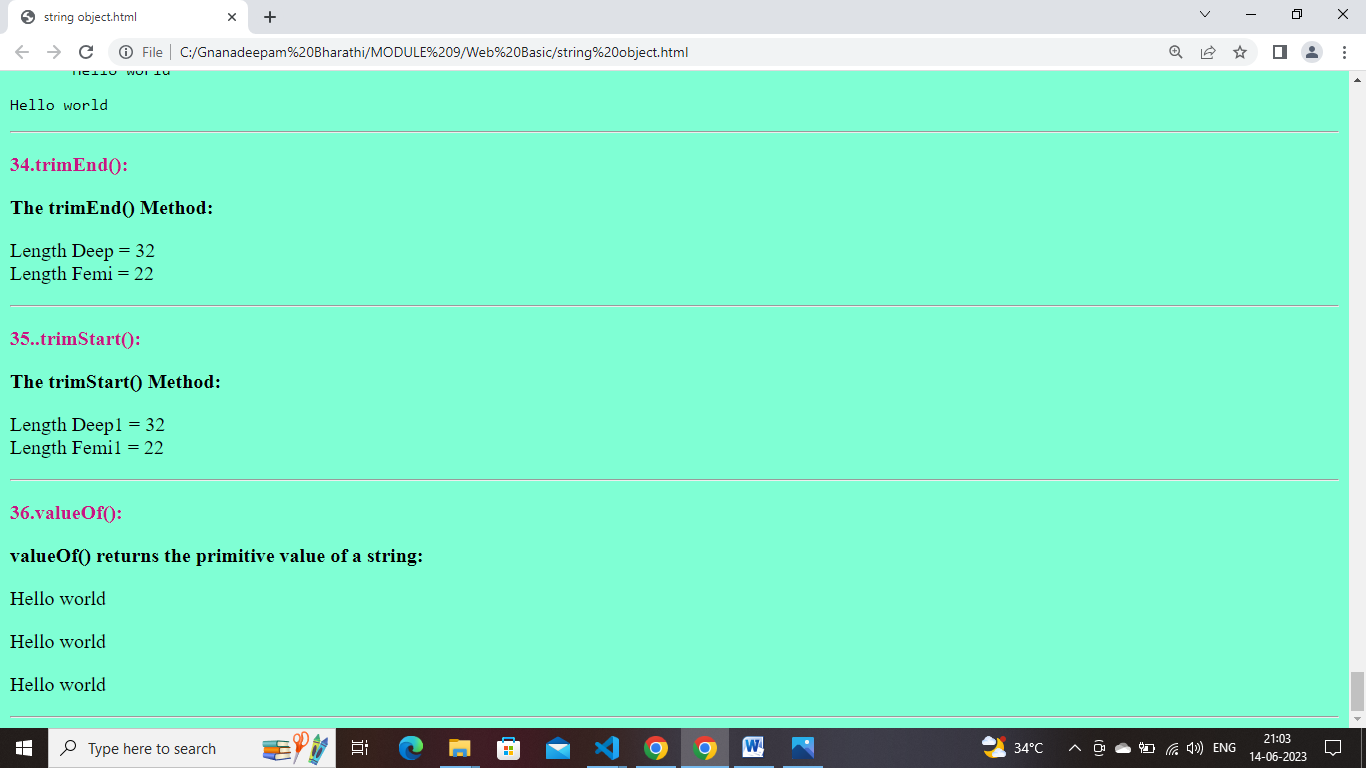 string object.html
File
C:/Gnanadeepam%20Bharathi/MODULE%209/Web%20Basic/string%20object.html
Hello world
Hello world
34.trimEnd():
The trimEnd() Method:
Length Deep = 32
Length Femi = 22
35..trimStart():
The trimStart() Method:
Length Deep1 = 32
Length Femi1 = 22
36.valueOf():
valueOf() returns the primitive value of a string:
Hello world
Hello world
Hello world
Type here to search
34°C
ENG
21:03
14-06-2023